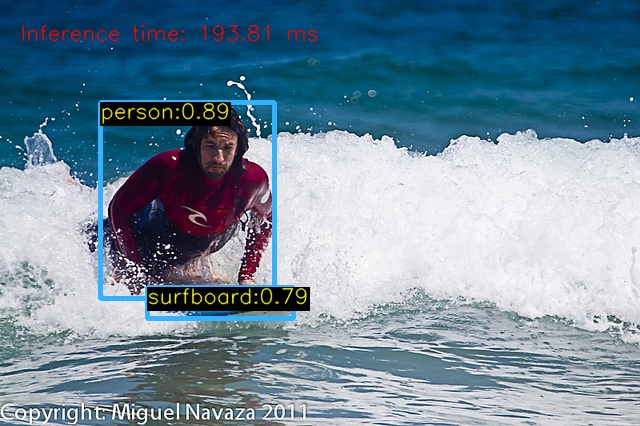 Inference time: 193.81 ms
person:0.89
surfboard:0.79
Copyright: Miguel Navaza 2011